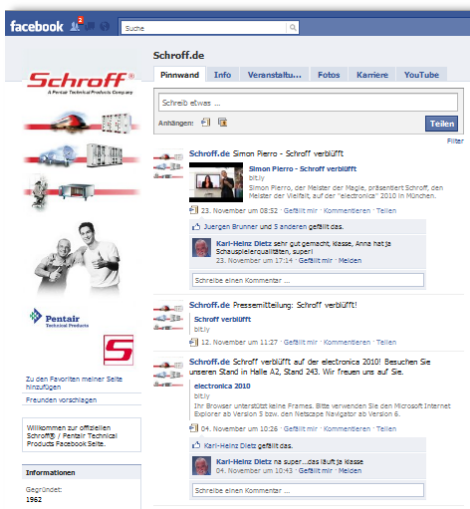 facebook
2
Suche
Schroff®
A Pentair Technical Products Company
Pentair
Technical Products
S
Zu den Favoriten meiner Seite
hinzufügen
Freunden vorschlagen
Willkommen zur offiziellen
Schroff® / Pentair Technical
Products Facebook Seite.
Informationen
Gegründet:
1962
Schroff.de
Pinnwand Info Veranstaltu... Fotos Karriere YouTube
Schreib etwas ...
Anhängen:
Teilen
Filter
Schroff.de Simon Pierro - Schroff verblüfft
Simon Pierro - Schroff verblüfft
bit.ly
Simon Pierro, der Meister der Magie, präsentiert Schroff, den
Meister der Vielfalt, auf der "electronica" 2010 in München.
23. November um 08:52 · Gefällt mir · Kommentieren · Teilen
Juergen Brunner und 5 anderen gefällt das.
Karl-Heinz Dietz sehr gut gemacht, klasse, Anna hat ja
Schauspielerqualitäten, super!
23. November um 17:14 · Gefällt mir · Melden
Schreibe einen Kommentar ...
Schroff.de Pressemitteilung: Schroff verblüfft!
Schroff verblüfft
bit.ly
12. November um 11:27 · Gefällt mir · Kommentieren · Teilen
Schroff.de Schroff verblüfft auf der electronica 2010! Besuchen Sie
unseren Stand in Halle A2, Stand 243. Wir freuen uns auf Sie.
electronica 2010
bit.ly
Ihr Browser unterstützt keine Frames. Bitte verwenden Sie den Microsoft Internet
Explorer ab Version 5 bzw. den Netscape Navigator ab Version 6.
04. November um 10:26 · Gefällt mir · Kommentieren · Teilen
Karl-Heinz Dietz gefällt das.
Karl-Heinz Dietz na super...das läuft ja klasse
04. November um 10:43 · Gefällt mir · Melden
Schreibe einen Kommentar ...